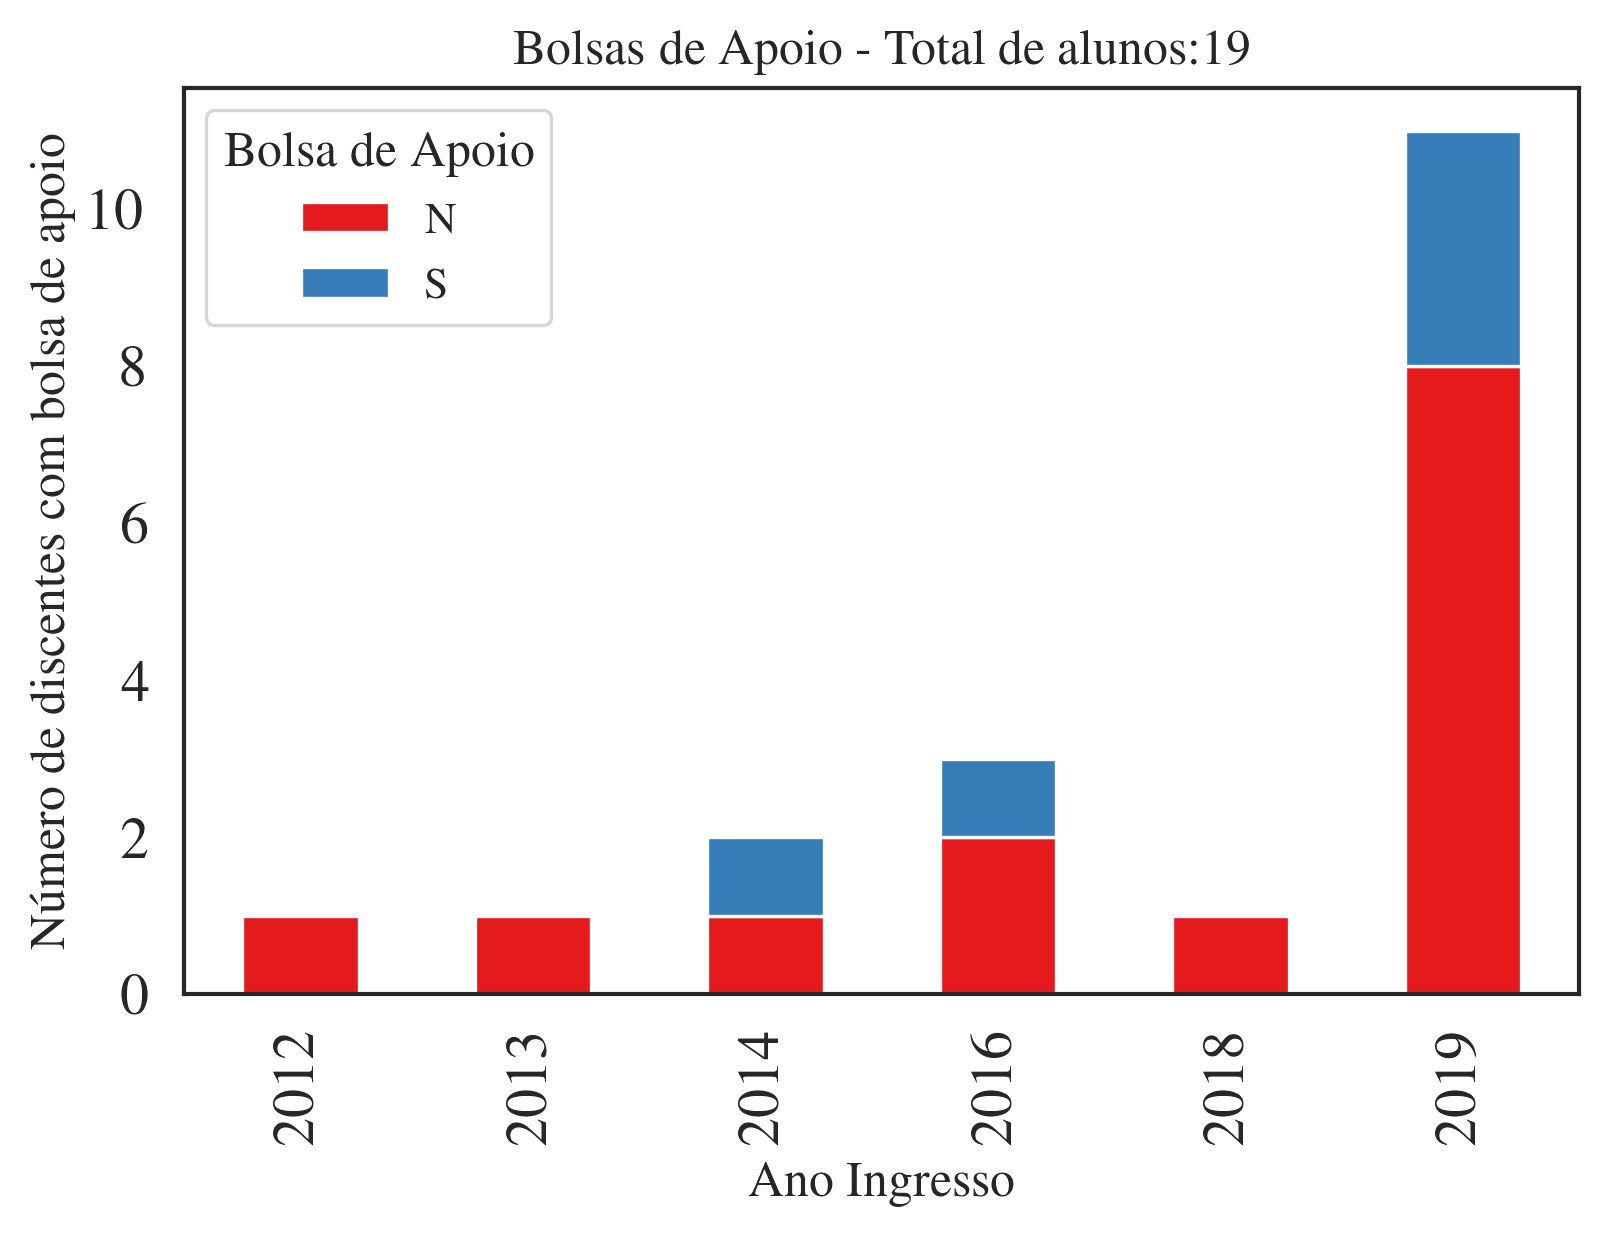 Bolsas de Apoio - Total de alunos:19
Número de discentes com bolsa de apoio
Bolsa de Apoio
N
S
10
8
6
4
2
0
2012
2013
2014
2016
2018
2019
Ano Ingresso